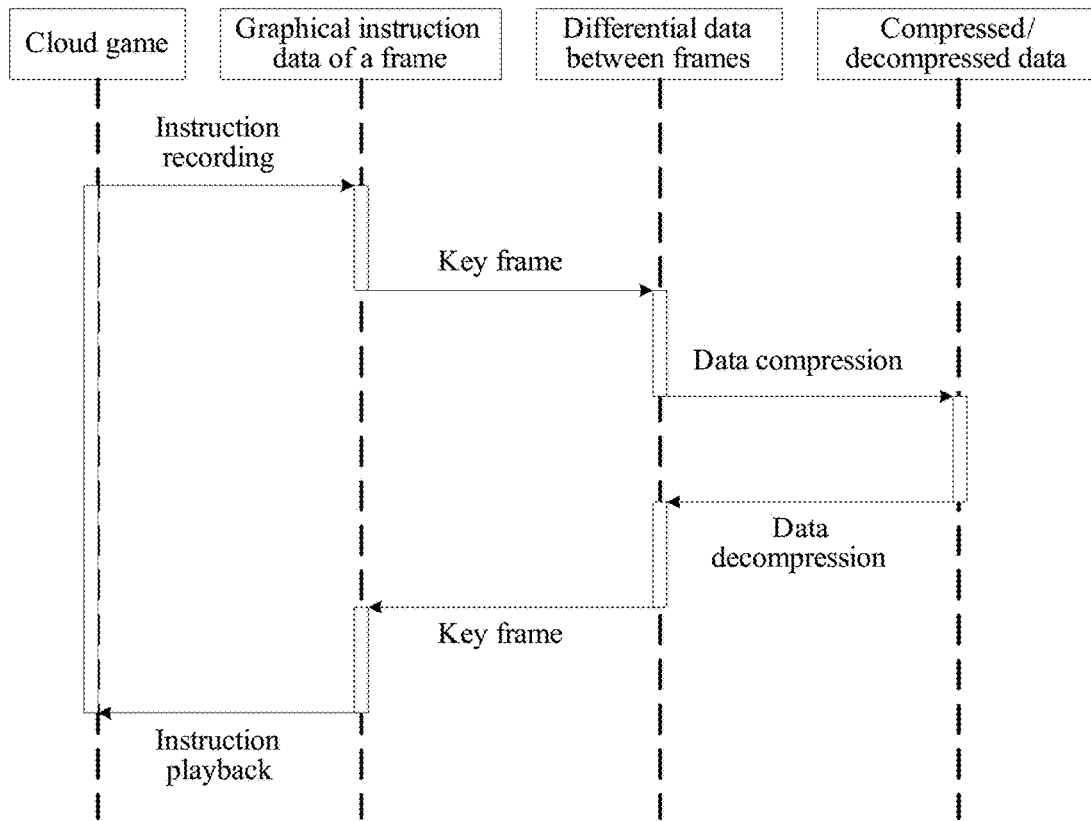 Cloud game
Graphical instruction
data of a frame
Differential data
between frames
Compressed/
decompressed data
Instruction
recording
Key frame
Data compression
Data
decompression
Key frame
Instruction
playback